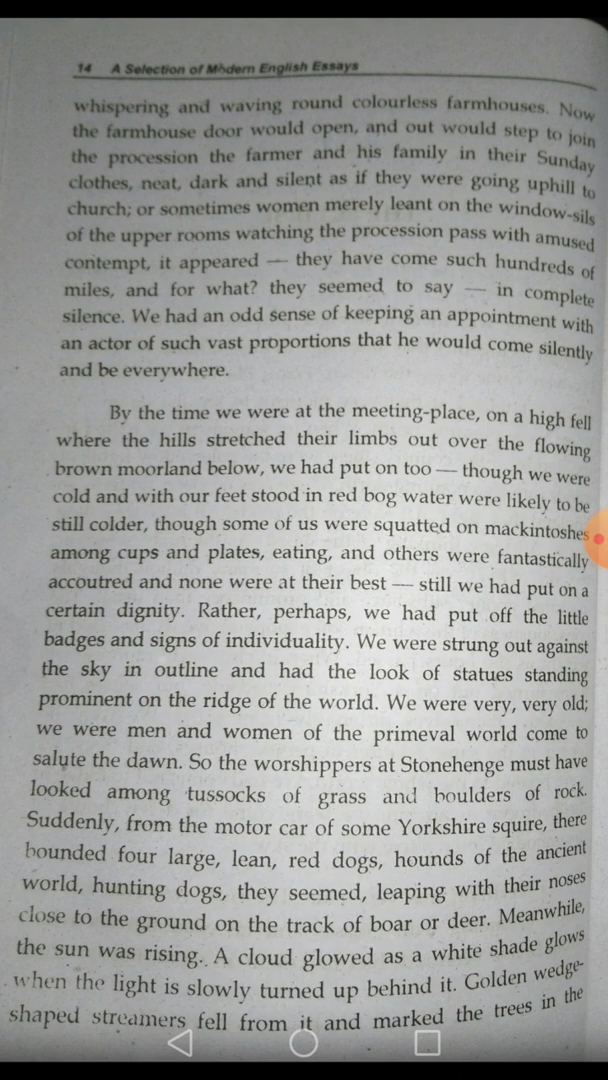 14 A Selection of Modern English Essays
whispering and waving round colourless farmhouses. Now
the farmhouse door would open, and out would step to join
the procession the farmer and his family in their Sunday
clothes, neat, dark and silent as if they were going uphill to
church; or sometimes women merely leant on the window-sils
of the upper rooms watching the procession pass with amused
contempt, it appeared — they have come such hundreds of
miles, and for what? they seemed to say — in complete
silence. We had an odd sense of keeping an appointment with
an actor of such vast proportions that he would come silently
and be everywhere.
By the time we were at the meeting-place, on a high fell
where the hills stretched their limbs out over the flowing
brown moorland below, we had put on too — though we were
cold and with our feet stood in red bog water were likely to be
still colder, though some of us were squatted on mackintoshes
among cups and plates, eating, and others were fantastically
accoutred and none were at their best — still we had put on a
certain dignity. Rather, perhaps, we had put off the little
badges and signs of individuality. We were strung out against
the sky in outline and had the look of statues standing
prominent on the ridge of the world. We were very, very old;
we were men and women of the primeval world come to
salute the dawn. So the worshippers at Stonehenge must have
looked among tussocks of grass and boulders of rock.
Suddenly, from the motor car of some Yorkshire squire, there
bounded four large, lean, red dogs, hounds of the ancient
world, hunting dogs, they seemed, leaping with their noses
close to the ground on the track of boar or deer. Meanwhile,
the sun was rising. A cloud glowed as a white shade glows
when the light is slowly turned up behind it. Golden wedge-
shaped streamers fell from it and marked the trees in the